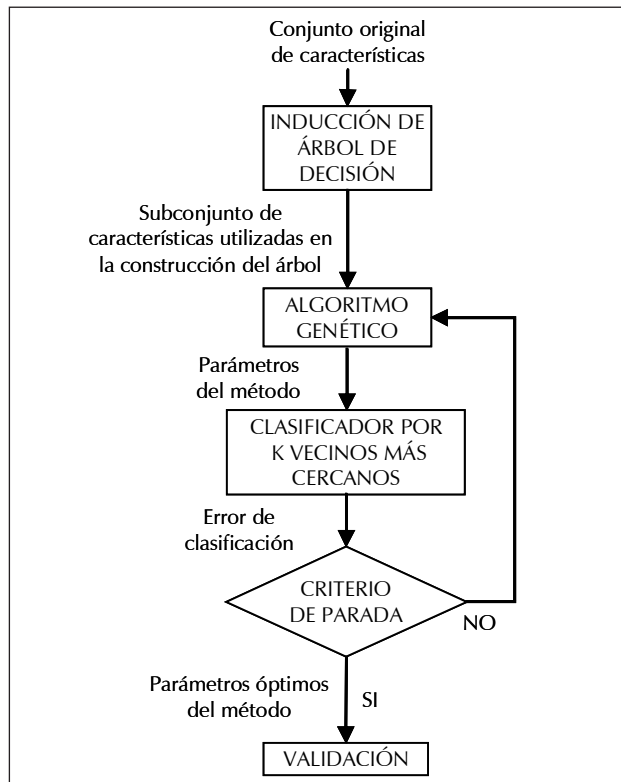 Conjunto original
de características
INDUCCIÓN DE
ÁRBOL DE
DECISIÓN
Subconjunto de
características utilizadas en
la construcción del árbol
ALGORITMO
GENÉTICO
Parámetros
del método
CLASIFICADOR POR
K VECINOS MÁS
CERCANOS
Error de
clasificación
CRITERIO
DE PARADA
NO
Parámetros óptimos
del método
SI
VALIDACIÓN